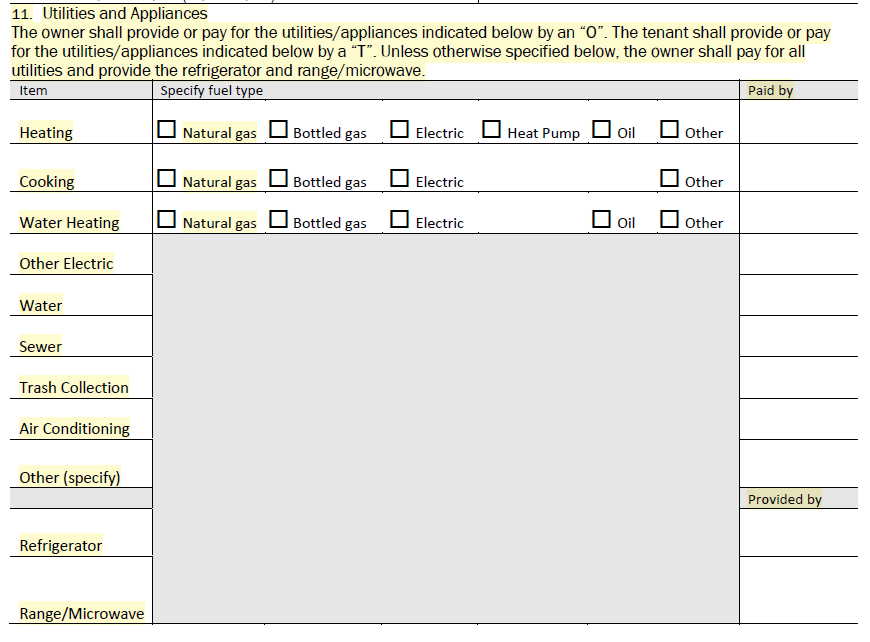 11. Utilities and Appliances
The owner shall provide or pay for the utilities/appliances indicated below by an “O”. The tenant shall provide or pay
for the utilities/appliances indicated below by a “T”. Unless otherwise specified below, the owner shall pay for all
utilities and provide the refrigerator and range/microwave.
Item Specify fuel type Paid by
Heating Natural gas Bottled gas Electric Heat Pump Oil Other
Cooking Natural gas Bottled gas Electric Other
Water Heating Natural gas Bottled gas Electric Oil Other
Other Electric
Water
Sewer
Trash Collection
Air Conditioning
Other (specify)
Provided by
Refrigerator
Range/Microwave